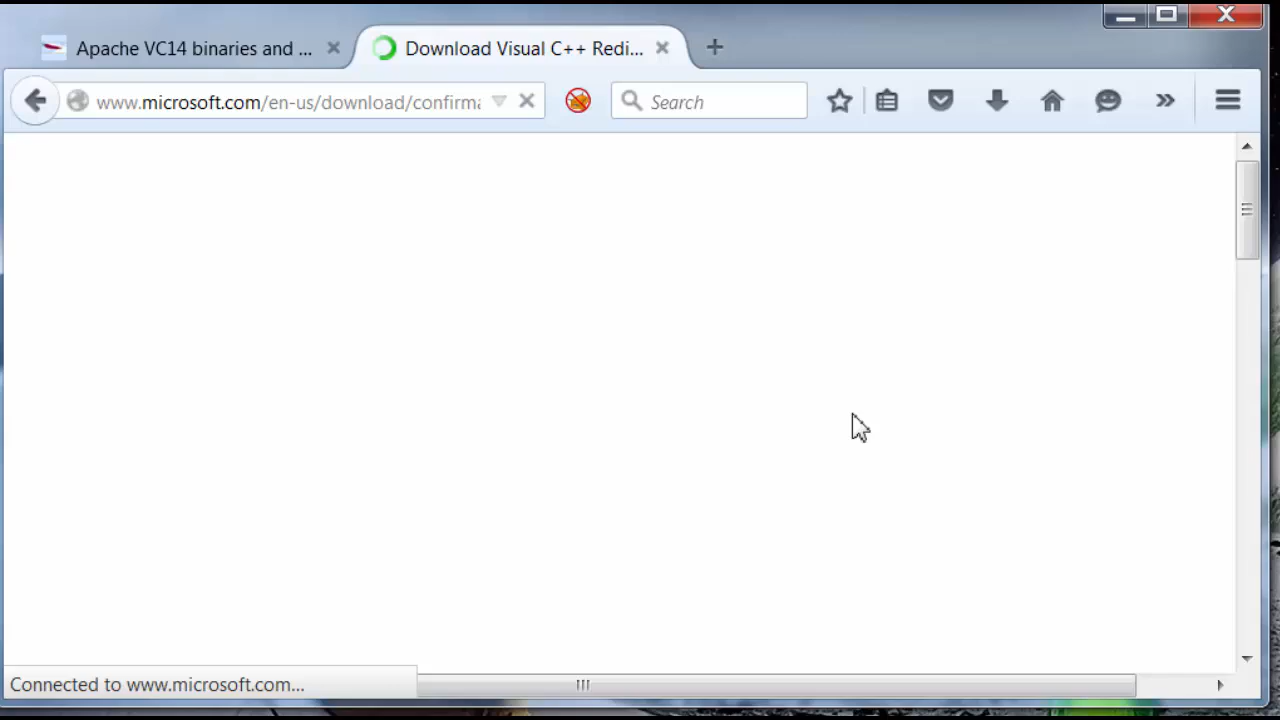 Apache VC14 binaries and ...
Download Visual C++ Redi...
www.microsoft.com/en-us/download/confirma
Search
Connected to www.microsoft.com...